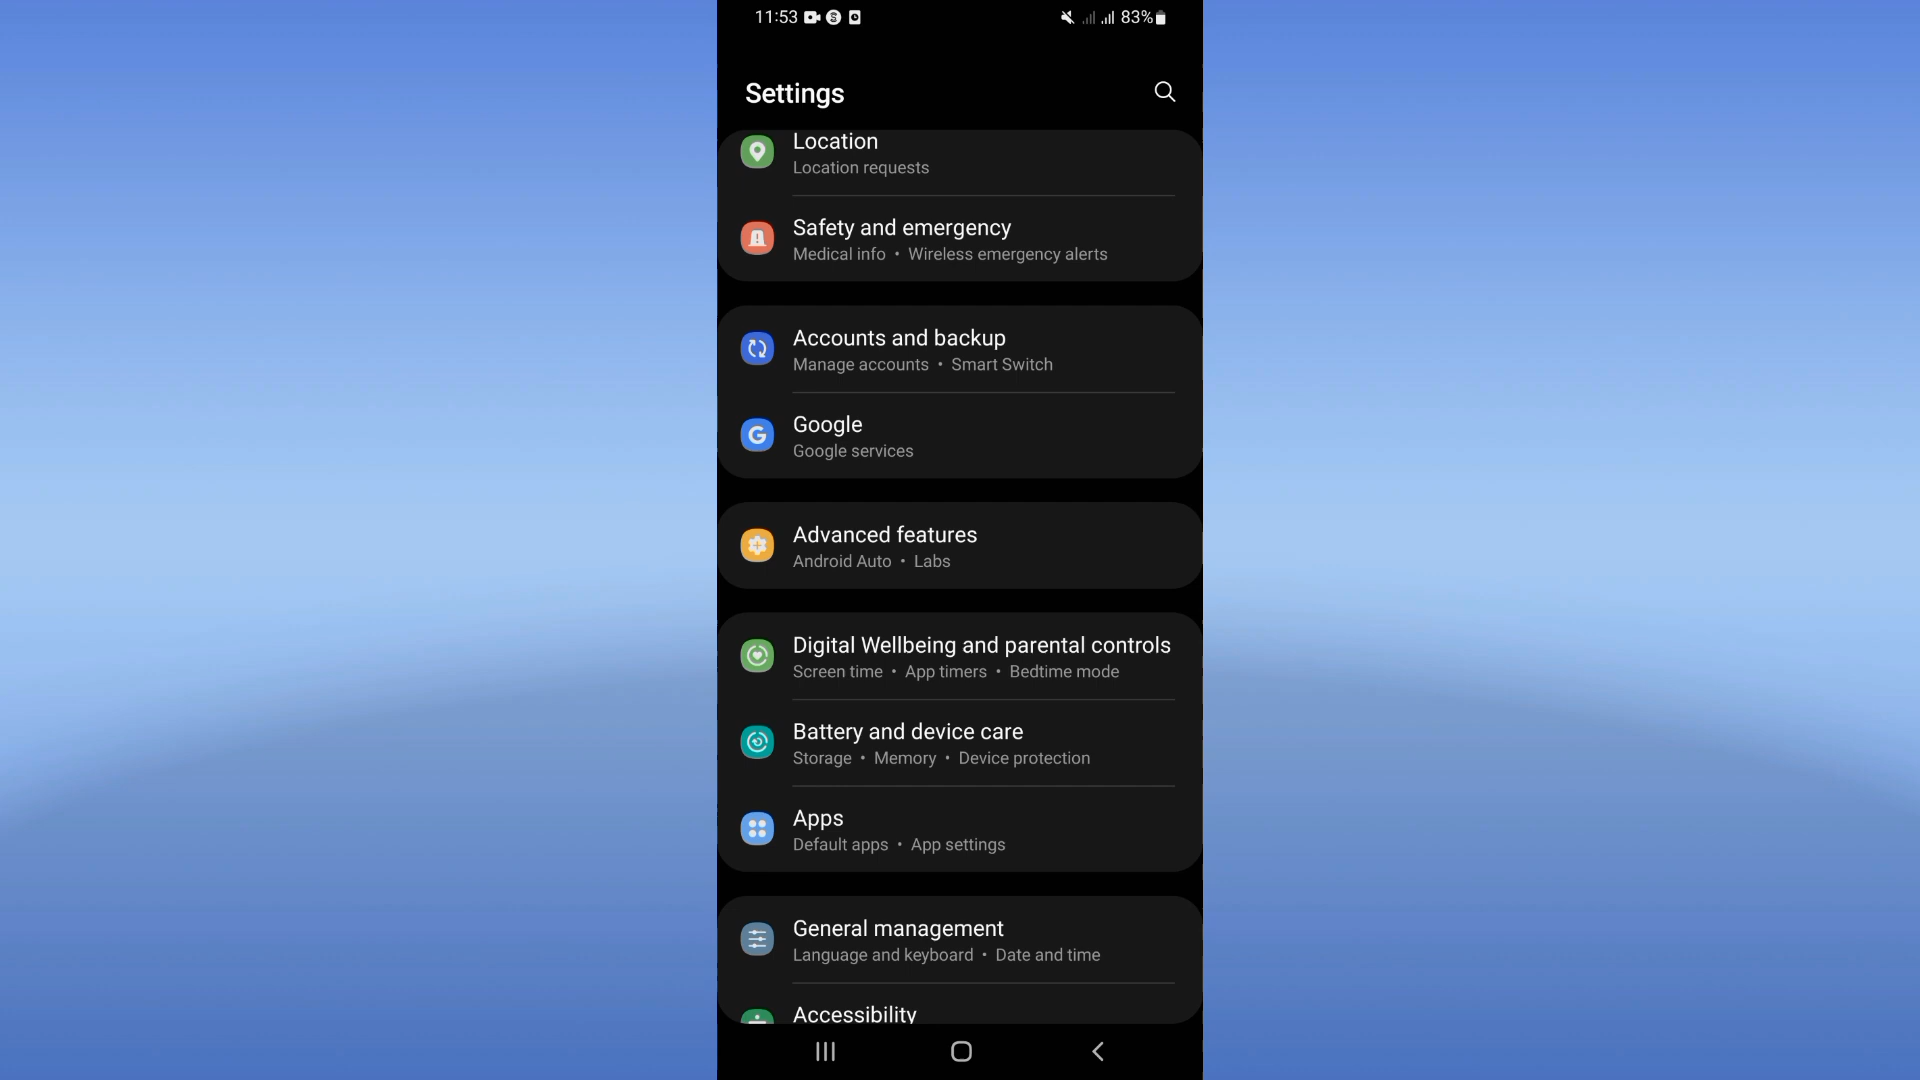 11:53
83%
Settings
Location
Location requests
Safety and emergency
Medical info • Wireless emergency alerts
Accounts and backup
Manage accounts • Smart Switch
Google
Google services
Advanced features
Android Auto • Labs
Digital Wellbeing and parental controls
Screen time • App timers • Bedtime mode
Battery and device care
Storage • Memory • Device protection
Apps
Default apps • App settings
General management
Language and keyboard • Date and time
Accessibility